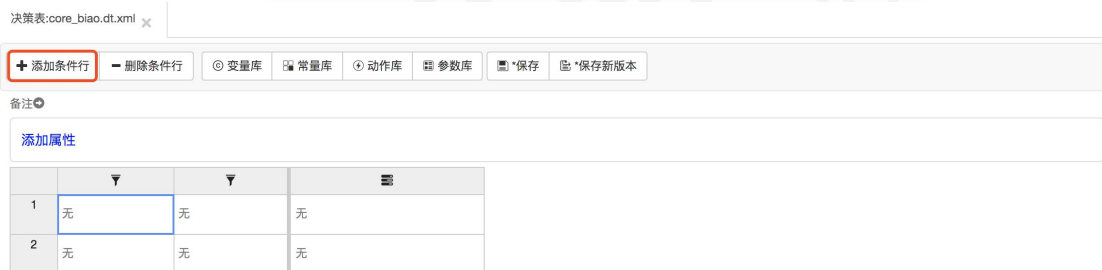 决策表:core_biao.dt.xml
添加条件行 删除条件行 变量库 常量库 动作库 参数库 *保存 *保存新版本
备注
添加属性
1 无 无 无
2 无 无 无